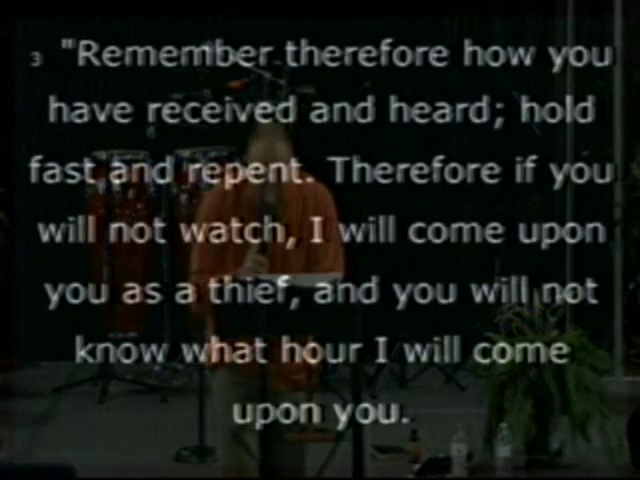 3 "Remember therefore how you
have received and heard; hold
fast and repent. Therefore if you
will not watch, I will come upon
you as a thief, and you will not
know what hour I will come
upon you.